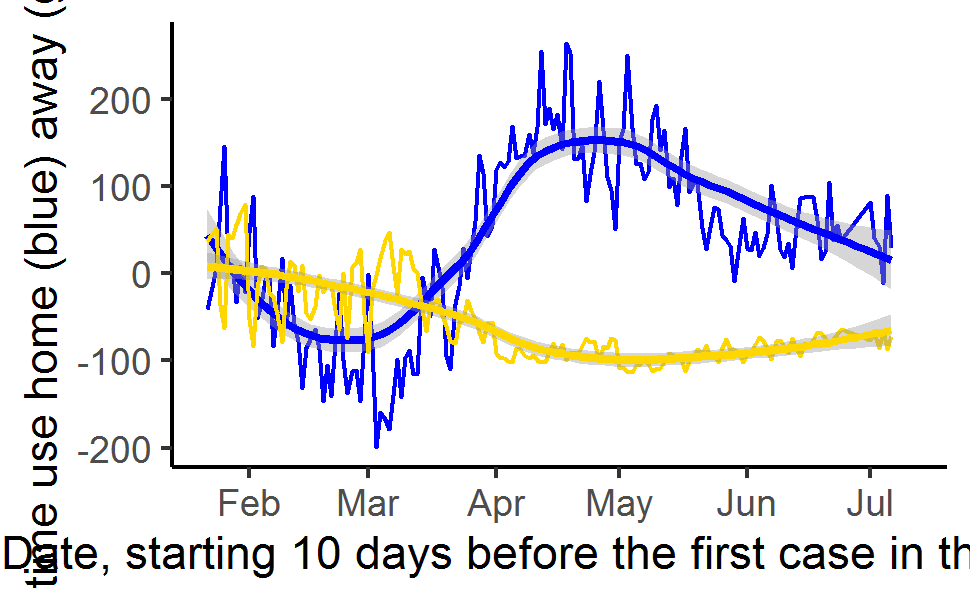 time use home (blue) away (
200
100
0
-100
-200
Feb Mar Apr May Jun Jul
Date, starting 10 days before the first case in th